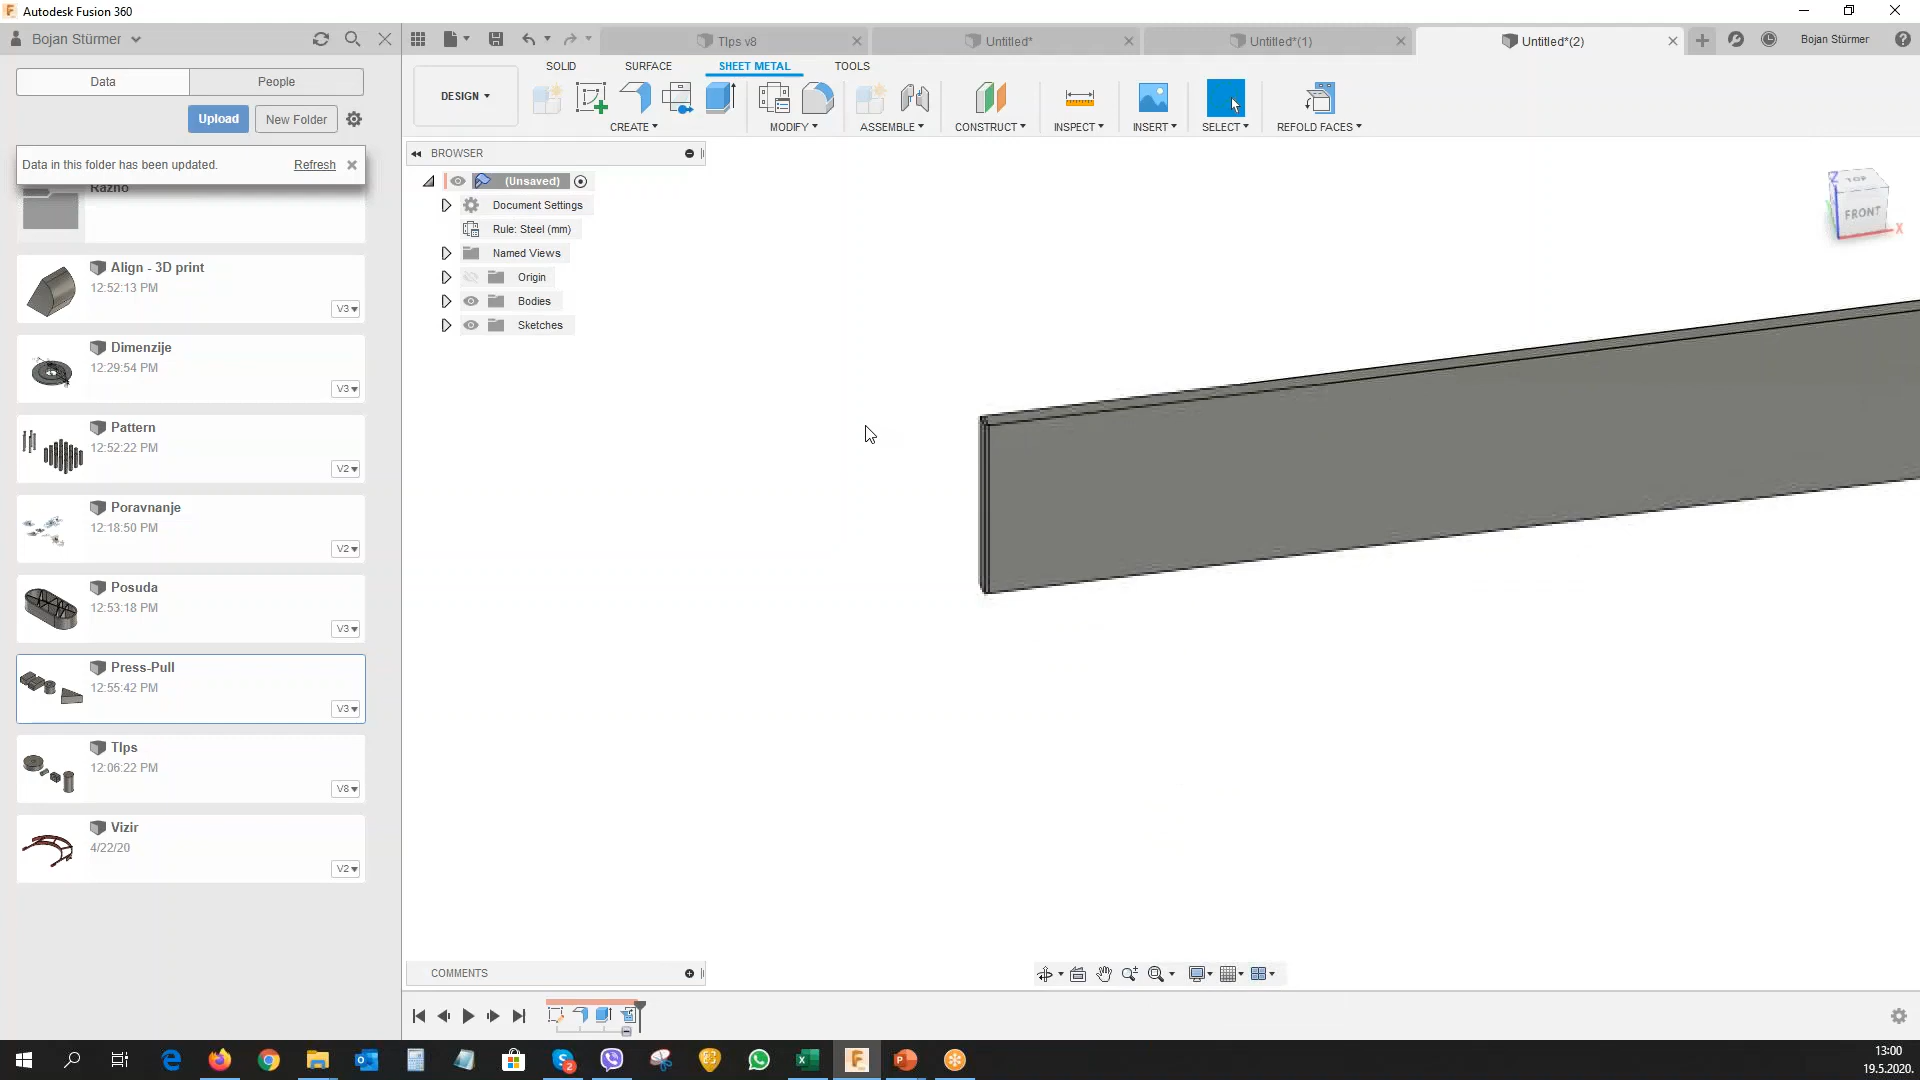 Autodesk Fusion 360
Bojan Stürmer
TIps v8
Untitled*
Untitled*(1)
Untitled*(2)
Bojan Stürmer
Data
People
Upload
New Folder
Data in this folder has been updated.
Refresh
Razno
Align - 3D print
12:52:13 PM
V3
Dimenzije
12:29:54 PM
V3
Pattern
12:52:22 PM
V2
Poravnanje
12:18:50 PM
V2
Posuda
12:53:18 PM
V3
Press-Pull
12:55:42 PM
V3
TIps
12:06:22 PM
V8
Vizir
4/22/20
V2
SOLID
SURFACE
SHEET METAL
TOOLS
DESIGN
CREATE
MODIFY
ASSEMBLE
CONSTRUCT
INSPECT
INSERT
SELECT
REFOLD FACES
BROWSER
(Unsaved)
Document Settings
Rule: Steel (mm)
Named Views
Origin
Bodies
Sketches
Z
TOP
FRONT
X
COMMENTS
2
13:00
19.5.2020.